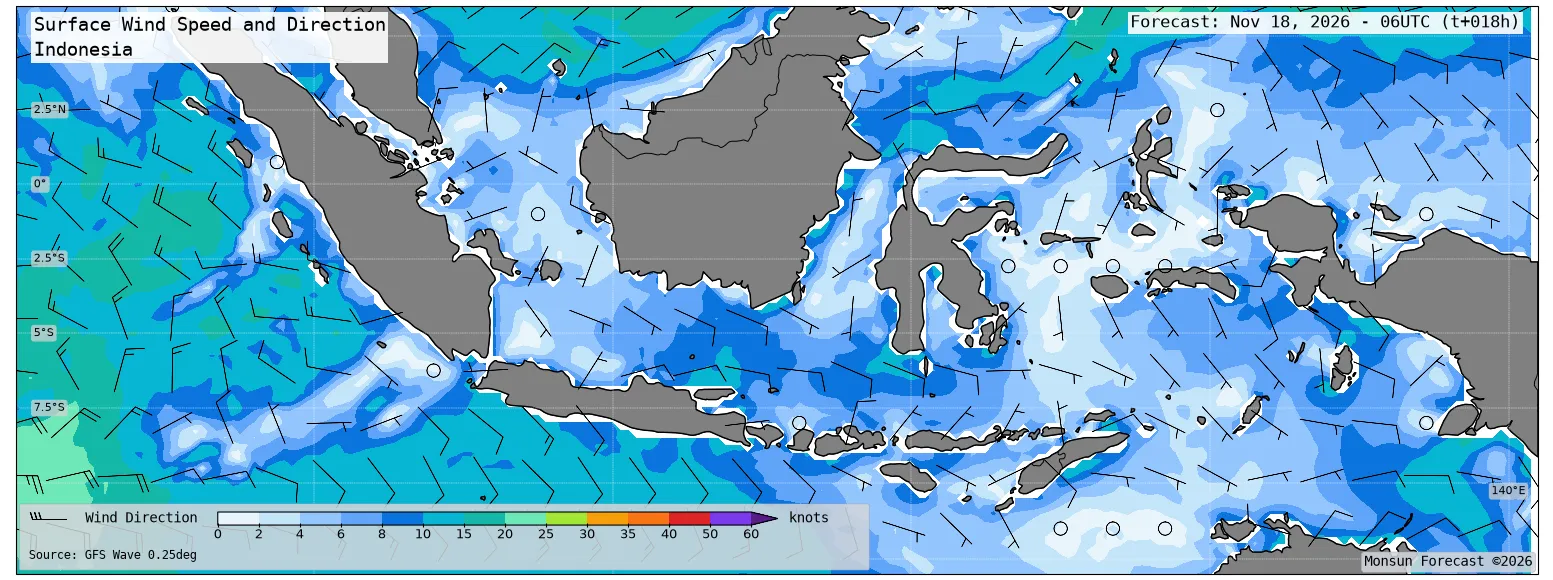 Surface Wind Speed and Direction
Indonesia
Forecast: Nov 18, 2026 - 06UTC (t+018h)
2.5°N
0°
2.5°S
5°S
7.5°S
140°E
Wind Direction
0 2 4 6 8 10 15 20 25 30 35 40 50 60 knots
Source: GFS Wave 0.25deg
Monsun Forecast ©2026